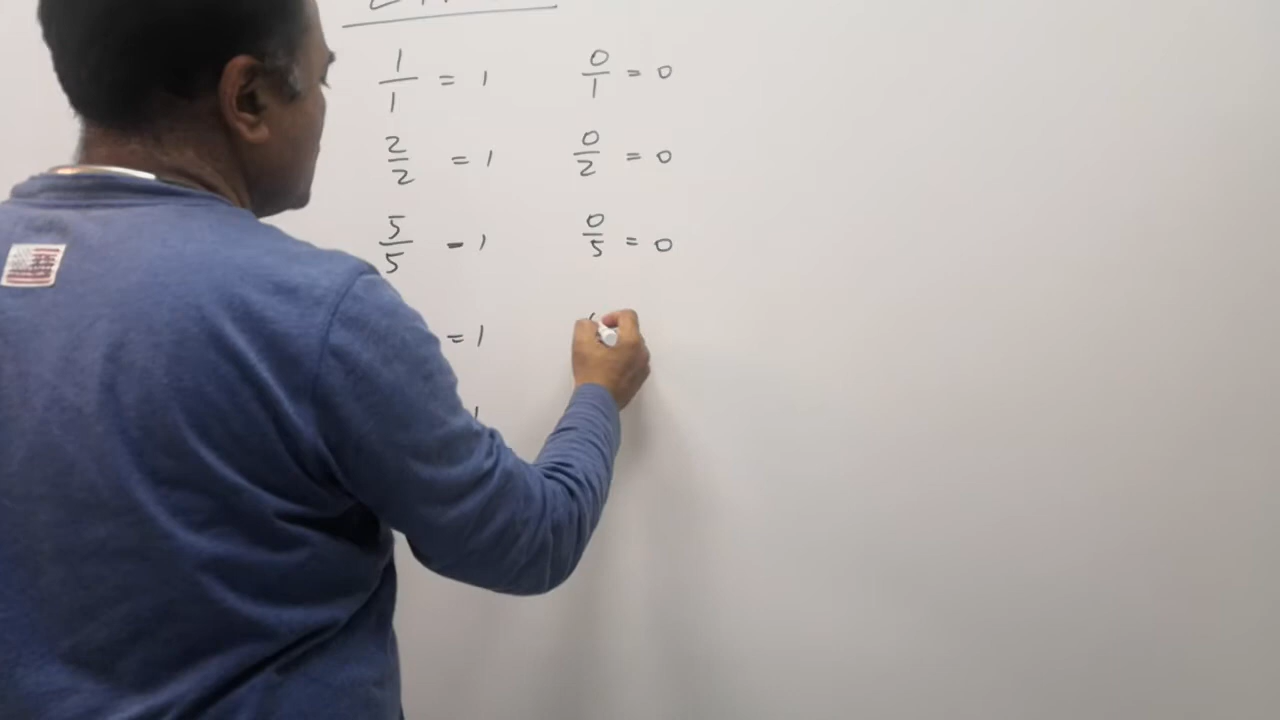 1/1 = 1 0/1 = 0
2/2 = 1 0/2 = 0
5/5 - 1 0/5 = 0
= 1
1